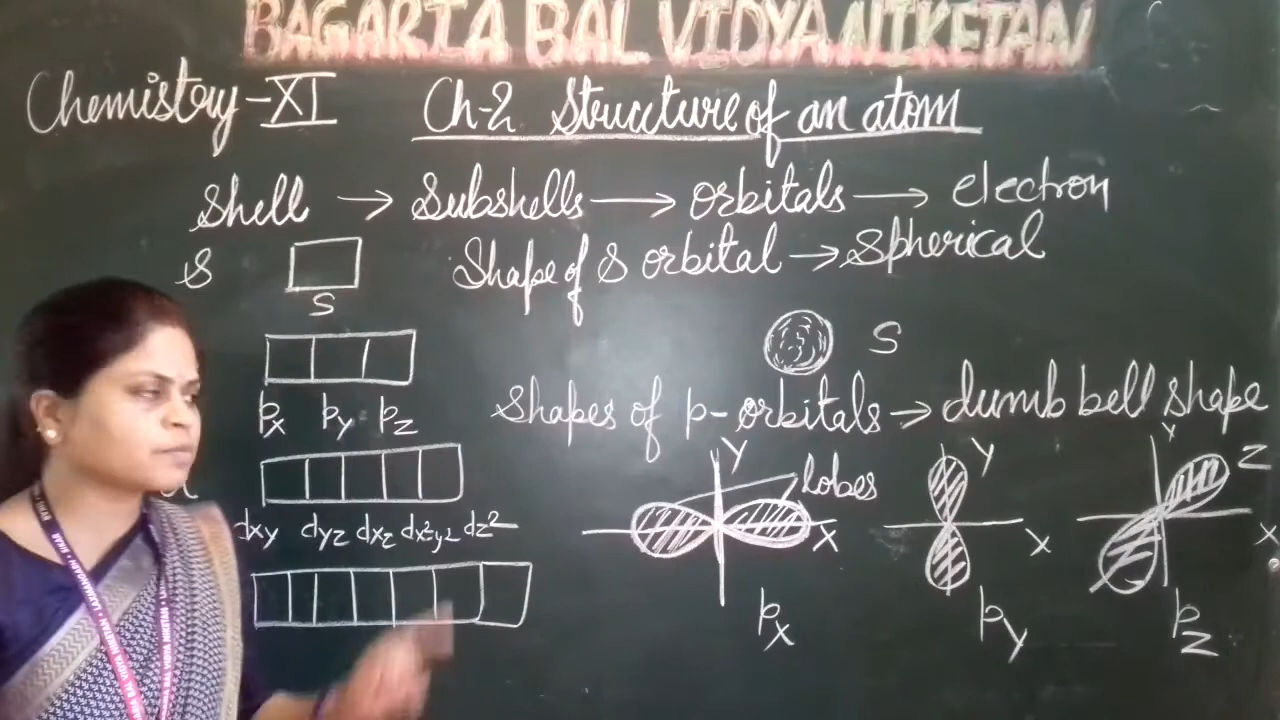 BAGARIA BAL VIDYA NIKETAN
Chemistry-XI Ch-2 Structure of an atom
Shell → Subshells → orbitals → electron
S Shape of S orbital → Spherical
S
S
Shapes of p-orbitals → dumb bell shape
px py pz
Y lobes Y Y Z
d
dxy dyz dxz dx²-y² dz²
X X X
px py pz